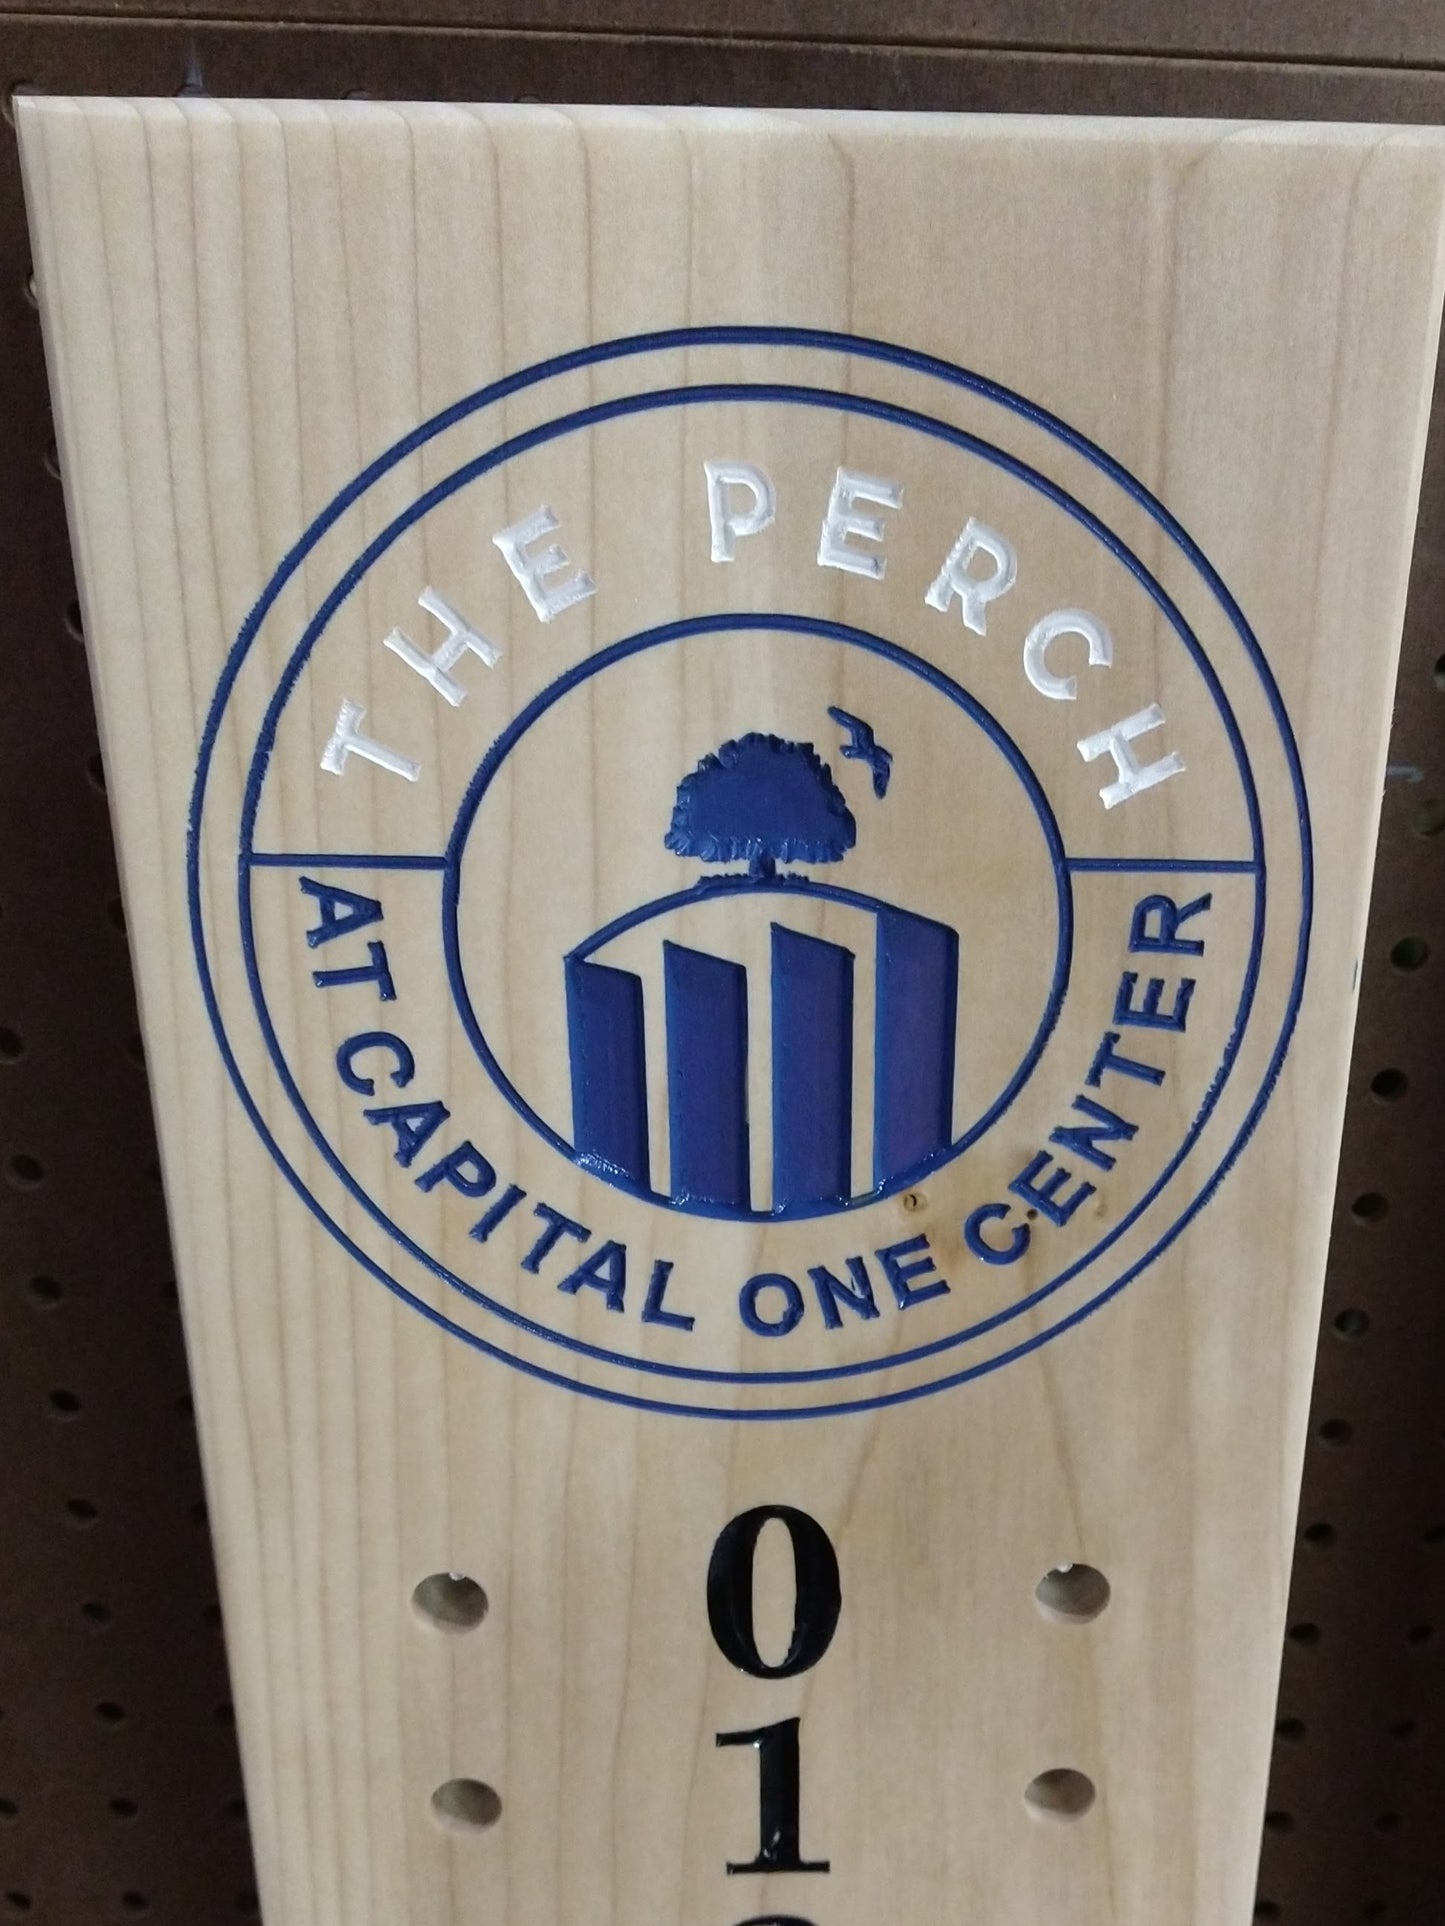 THE PERCH
AT CAPITAL ONE CENTER
0
1